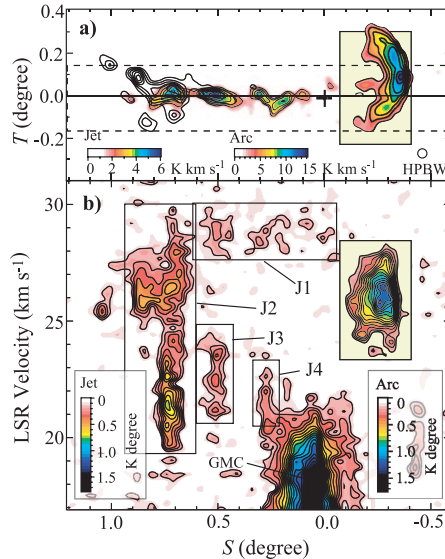 a)
T (degree)
0.2
0.0
-0.2
Jet
0 2 4 6 K km s-1
Arc
0 5 10 15 K km s-1
HPBW
b)
LSR Velocity (km s-1)
30
25
20
J1
J2
J3
J4
GMC
Jet
0
0.5
1.0
1.5
K degree
Arc
0
0.5
1.0
1.5
K degree
1.0 0.5 0.0 -0.5
S (degree)